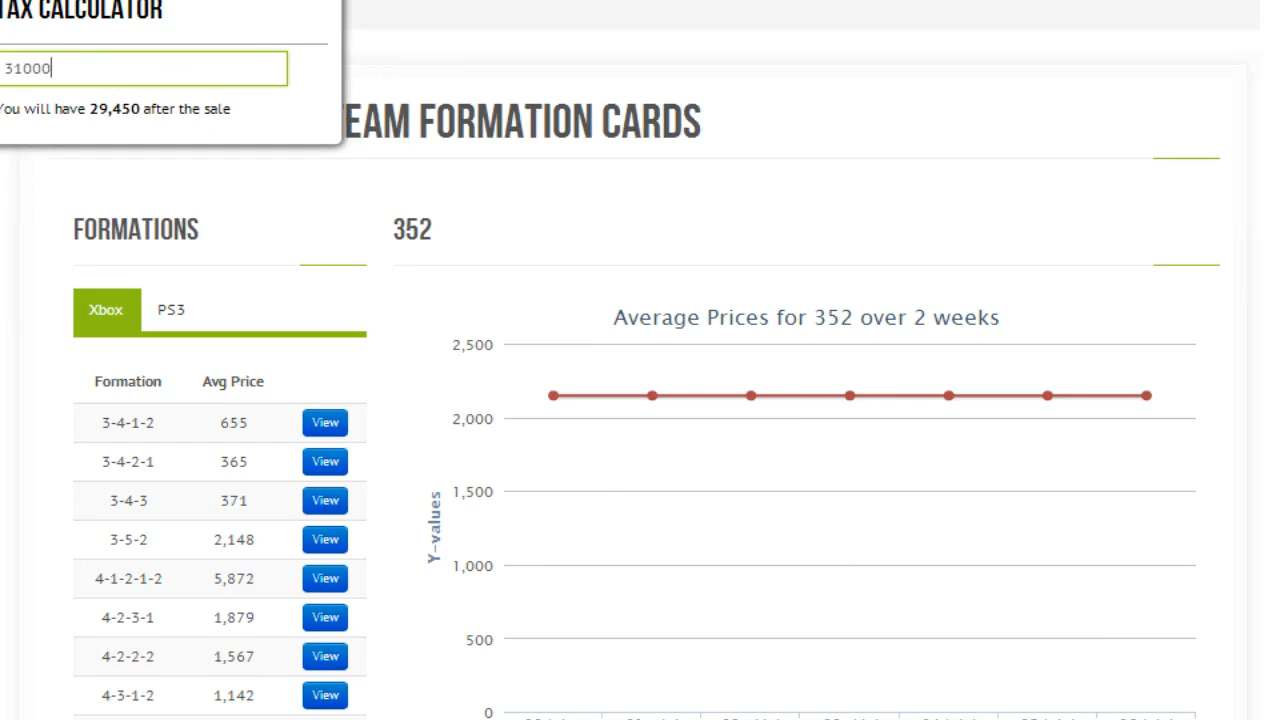 TAX CALCULATOR
31000
You will have 29,450 after the sale
TEAM FORMATION CARDS
FORMATIONS
352
Xbox PS3
Formation Avg Price
3-4-1-2 655 View
3-4-2-1 365 View
3-4-3 371 View
3-5-2 2,148 View
4-1-2-1-2 5,872 View
4-2-3-1 1,879 View
4-2-2-2 1,567 View
4-3-1-2 1,142 View
Average Prices for 352 over 2 weeks
Y-values
2,500
2,000
1,500
1,000
500
0